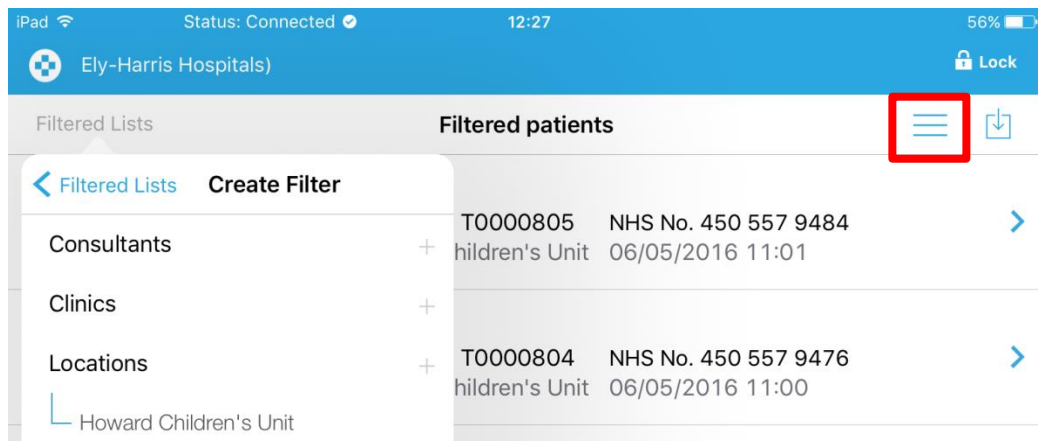 iPad Status: Connected 12:27 56%
Ely-Harris Hospitals) Lock
Filtered Lists Filtered patients
Filtered Lists Create Filter
Consultants
T0000805 NHS No. 450 557 9484
hildren's Unit 06/05/2016 11:01
Clinics
Locations
T0000804 NHS No. 450 557 9476
hildren's Unit 06/05/2016 11:00
Howard Children's Unit